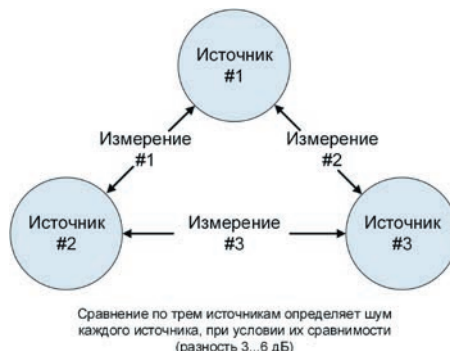 Источник
#1
Измерение
#1
Измерение
#2
Источник
#2
Измерение
#3
Источник
#3
Сравнение по трем источникам определяет шум
каждого источника, при условии их сравнимости
(разность 3...6 дБ)